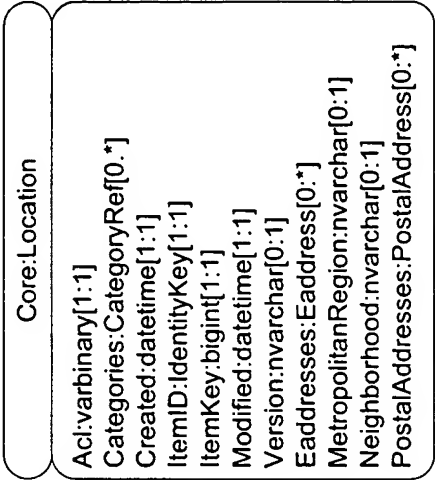 Core:Location
Acl:varbinary[1:1]
Categories:CategoryRef[0.*]
Created:datetime[1:1]
ItemID:IdentityKey[1:1]
ItemKey:bigint[1:1]
Modified:datetime[1:1]
Version:nvarchar[0:1]
Eaddresses:Eaddress[0:*]
MetropolitanRegion:nvarchar[0:1]
Neighborhood:nvarchar[0:1]
PostalAddresses:PostalAddress[0:*]